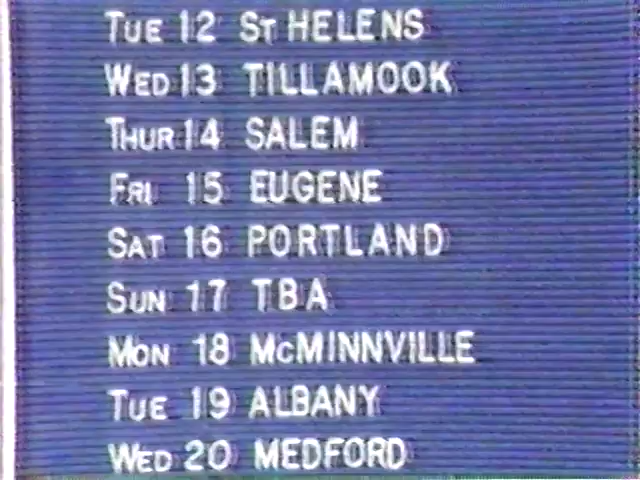 TUE 12 ST HELENS
WED 13 TILLAMOOK
THUR 14 SALEM
FRI 15 EUGENE
SAT 16 PORTLAND
SUN 17 TBA
MON 18 McMINNVILLE
TUE 19 ALBANY
WED 20 MEDFORD